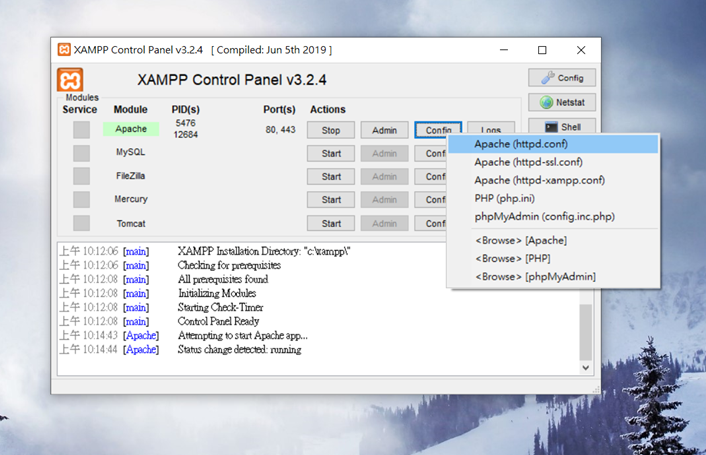 XAMPP Control Panel v3.2.4 [ Compiled: Jun 5th 2019 ]
XAMPP Control Panel v3.2.4
Config
Modules
Service Module PID(s) Port(s) Actions
Netstat
Apache 5476 12684 80, 443 Stop Admin Config Logs
Shell
MySQL Start Admin
FileZilla Start Admin
Mercury Start Admin
Tomcat Start Admin
Apache (httpd.conf)
Apache (httpd-ssl.conf)
Apache (httpd-xampp.conf)
PHP (php.ini)
phpMyAdmin (config.inc.php)
<Browse> [Apache]
<Browse> [PHP]
<Browse> [phpMyAdmin]
上午 10:12:06 [main] XAMPP Installation Directory: "c:\xampp\"
上午 10:12:06 [main] Checking for prerequisites
上午 10:12:08 [main] All prerequisites found
上午 10:12:08 [main] Initializing Modules
上午 10:12:08 [main] Starting Check-Timer
上午 10:12:08 [main] Control Panel Ready
上午 10:14:43 [Apache] Attempting to start Apache app...
上午 10:14:44 [Apache] Status change detected: running